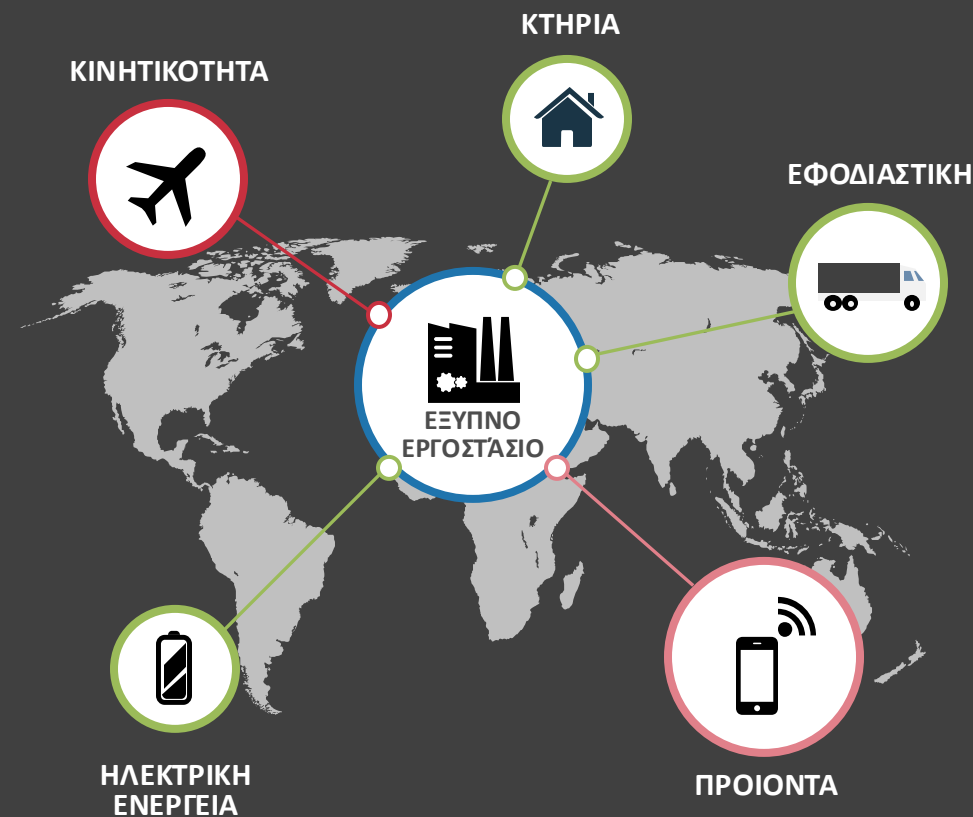 ΚΤΗΡΙΑ
ΚΙΝΗΤΙΚΟΤΗΤΑ
ΕΦΟΔΙΑΣΤΙΚΗ
ΕΞΥΠΝΟ
ΕΡΓΟΣΤΆΣΙΟ
ΗΛΕΚΤΡΙΚΗ
ΕΝΕΡΓΕΙΑ
ΠΡΟΙΟΝΤΑ